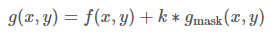 g(x, y) = f(x, y) + k * g_mask(x, y)